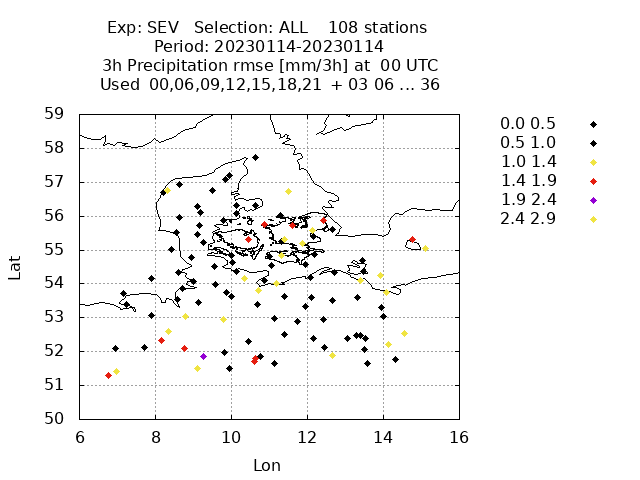 Exp: SEV Selection: ALL 108 stations
Period: 20230114-20230114
3h Precipitation rmse [mm/3h] at 00 UTC
Used 00,06,09,12,15,18,21 + 03 06 ... 36
59
58
57
56
55
54
53
52
51
50
6 8 10 12 14 16
Lat
Lon
0.0 0.5
0.5 1.0
1.0 1.4
1.4 1.9
1.9 2.4
2.4 2.9